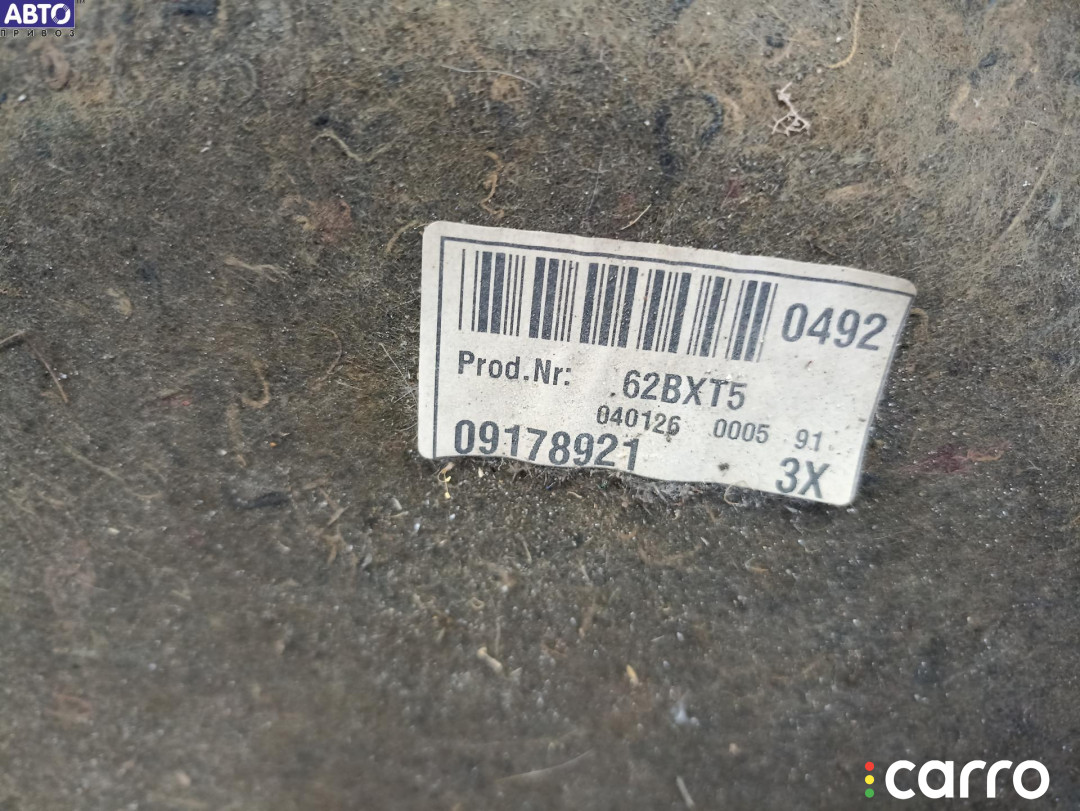 АВТО
ПРИВОЗ
0492
Prod.Nr: 62BXT5
040126 0005 91
09178921 3X
carro